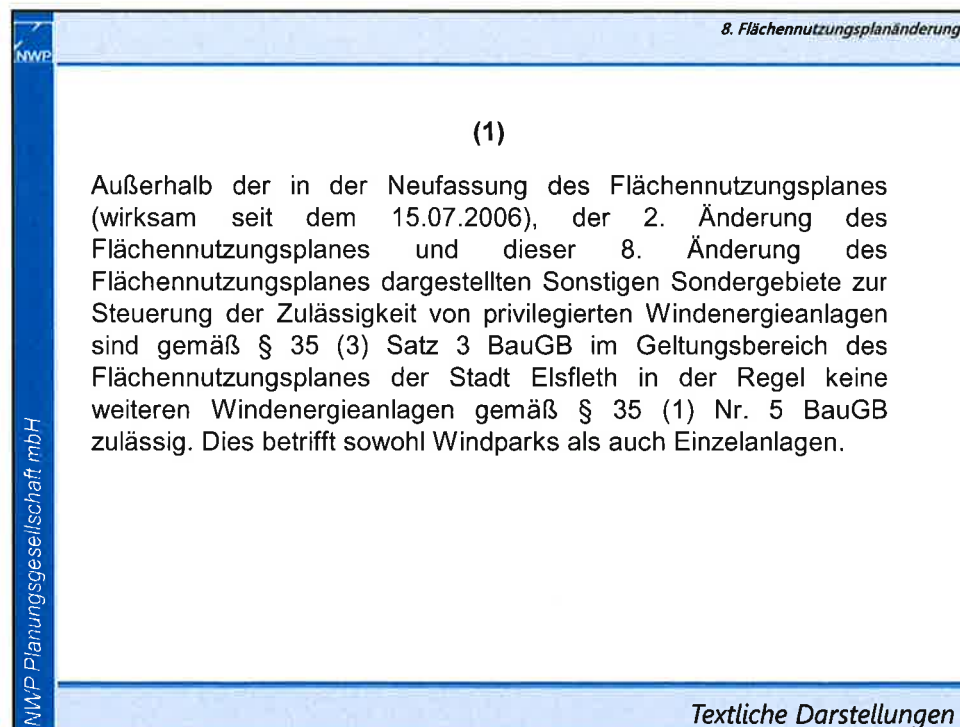 8. Flächennutzungsplanänderung
NWP
(1)
Außerhalb der in der Neufassung des Flächennutzungsplanes
(wirksam seit dem 15.07.2006), der 2. Änderung des
Flächennutzungsplanes und dieser 8. Änderung des
Flächennutzungsplanes dargestellten Sonstigen Sondergebiete zur
Steuerung der Zulässigkeit von privilegierten Windenergieanlagen
sind gemäß § 35 (3) Satz 3 BauGB im Geltungsbereich des
Flächennutzungsplanes der Stadt Elsfleth in der Regel keine
weiteren Windenergieanlagen gemäß § 35 (1) Nr. 5 BauGB
zulässig. Dies betrifft sowohl Windparks als auch Einzelanlagen.
NWP Planungsgesellschaft mbH
Textliche Darstellungen